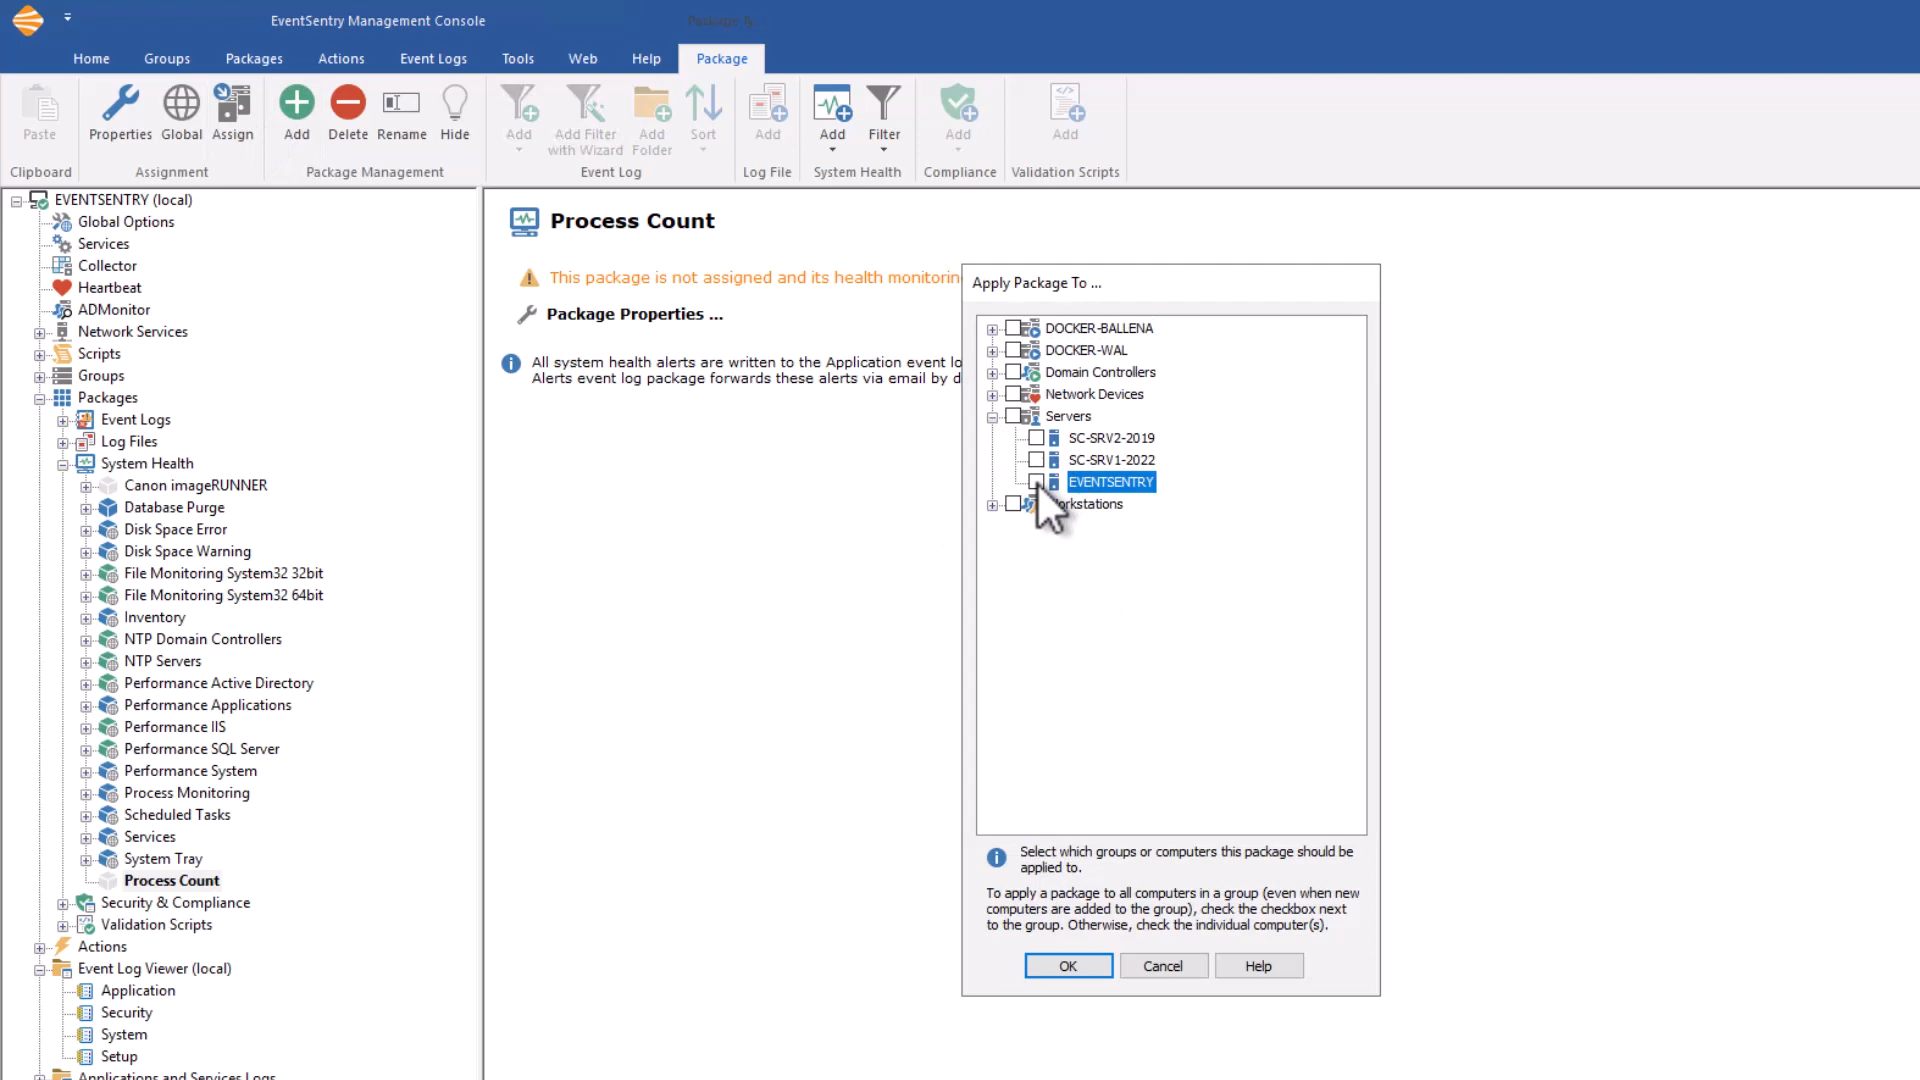 EventSentry Management Console
Home Groups Packages Actions Event Logs Tools Web Help Package
Paste Properties Global Assign Add Delete Rename Hide Add Add Filter with Wizard Add Folder Sort Add Add Filter Add Add
Clipboard Assignment Package Management Event Log Log File System Health Compliance Validation Scripts
EVENTSENTRY (local)
Global Options
Services
Collector
Heartbeat
ADMonitor
Network Services
Scripts
Groups
Packages
Event Logs
Log Files
System Health
Canon imageRUNNER
Database Purge
Disk Space Error
Disk Space Warning
File Monitoring System32 32bit
File Monitoring System32 64bit
Inventory
NTP Domain Controllers
NTP Servers
Performance Active Directory
Performance Applications
Performance IIS
Performance SQL Server
Performance System
Process Monitoring
Scheduled Tasks
Services
System Tray
Process Count
Security & Compliance
Validation Scripts
Actions
Event Log Viewer (local)
Application
Security
System
Setup
Applications and Services Logs
Process Count
This package is not assigned and its health monitorin
Package Properties ...
All system health alerts are written to the Application event lo
Alerts event log package forwards these alerts via email by d
Apply Package To ...
DOCKER-BALLENA
DOCKER-WAL
Domain Controllers
Network Devices
Servers
SC-SRV2-2019
SC-SRV1-2022
EVENTSENTRY
orkstations
Select which groups or computers this package should be
applied to.
To apply a package to all computers in a group (even when new
computers are added to the group), check the checkbox next
to the group. Otherwise, check the individual computer(s).
OK Cancel Help